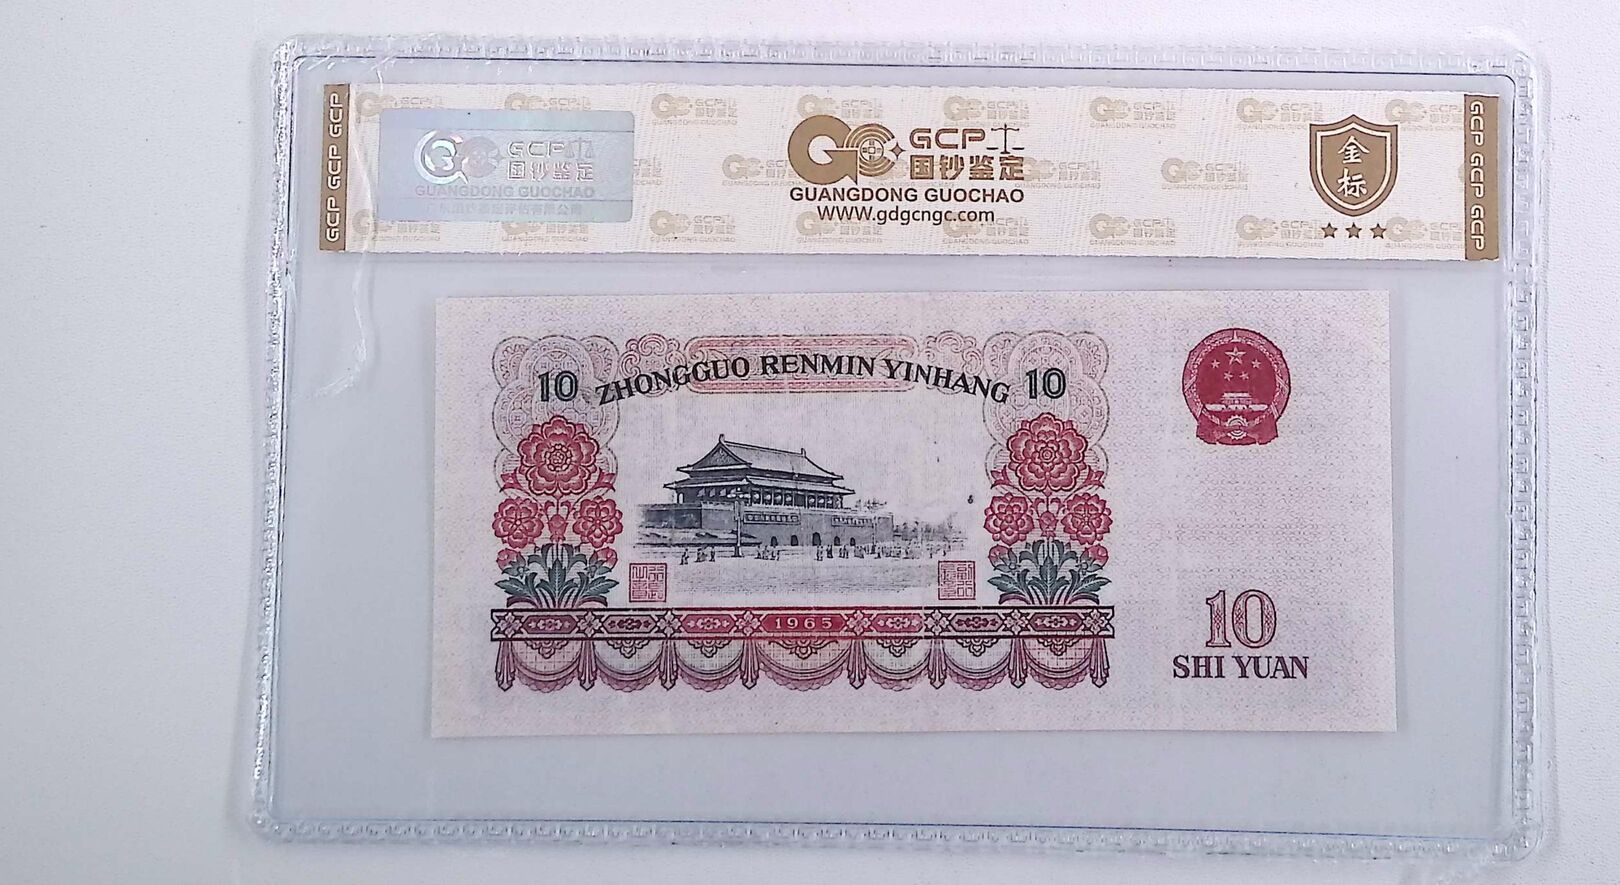 GCP GCP GCP
GCP
国钞鉴定
GUANGDONG GUOCHAO
GCP
国钞鉴定
GUANGDONG GUOCHAO
WWW.gdgcngc.com
金标
GCP GCP GCP
10 ZHONGGUO RENMIN YINHANG 10
1965
10
SHI YUAN